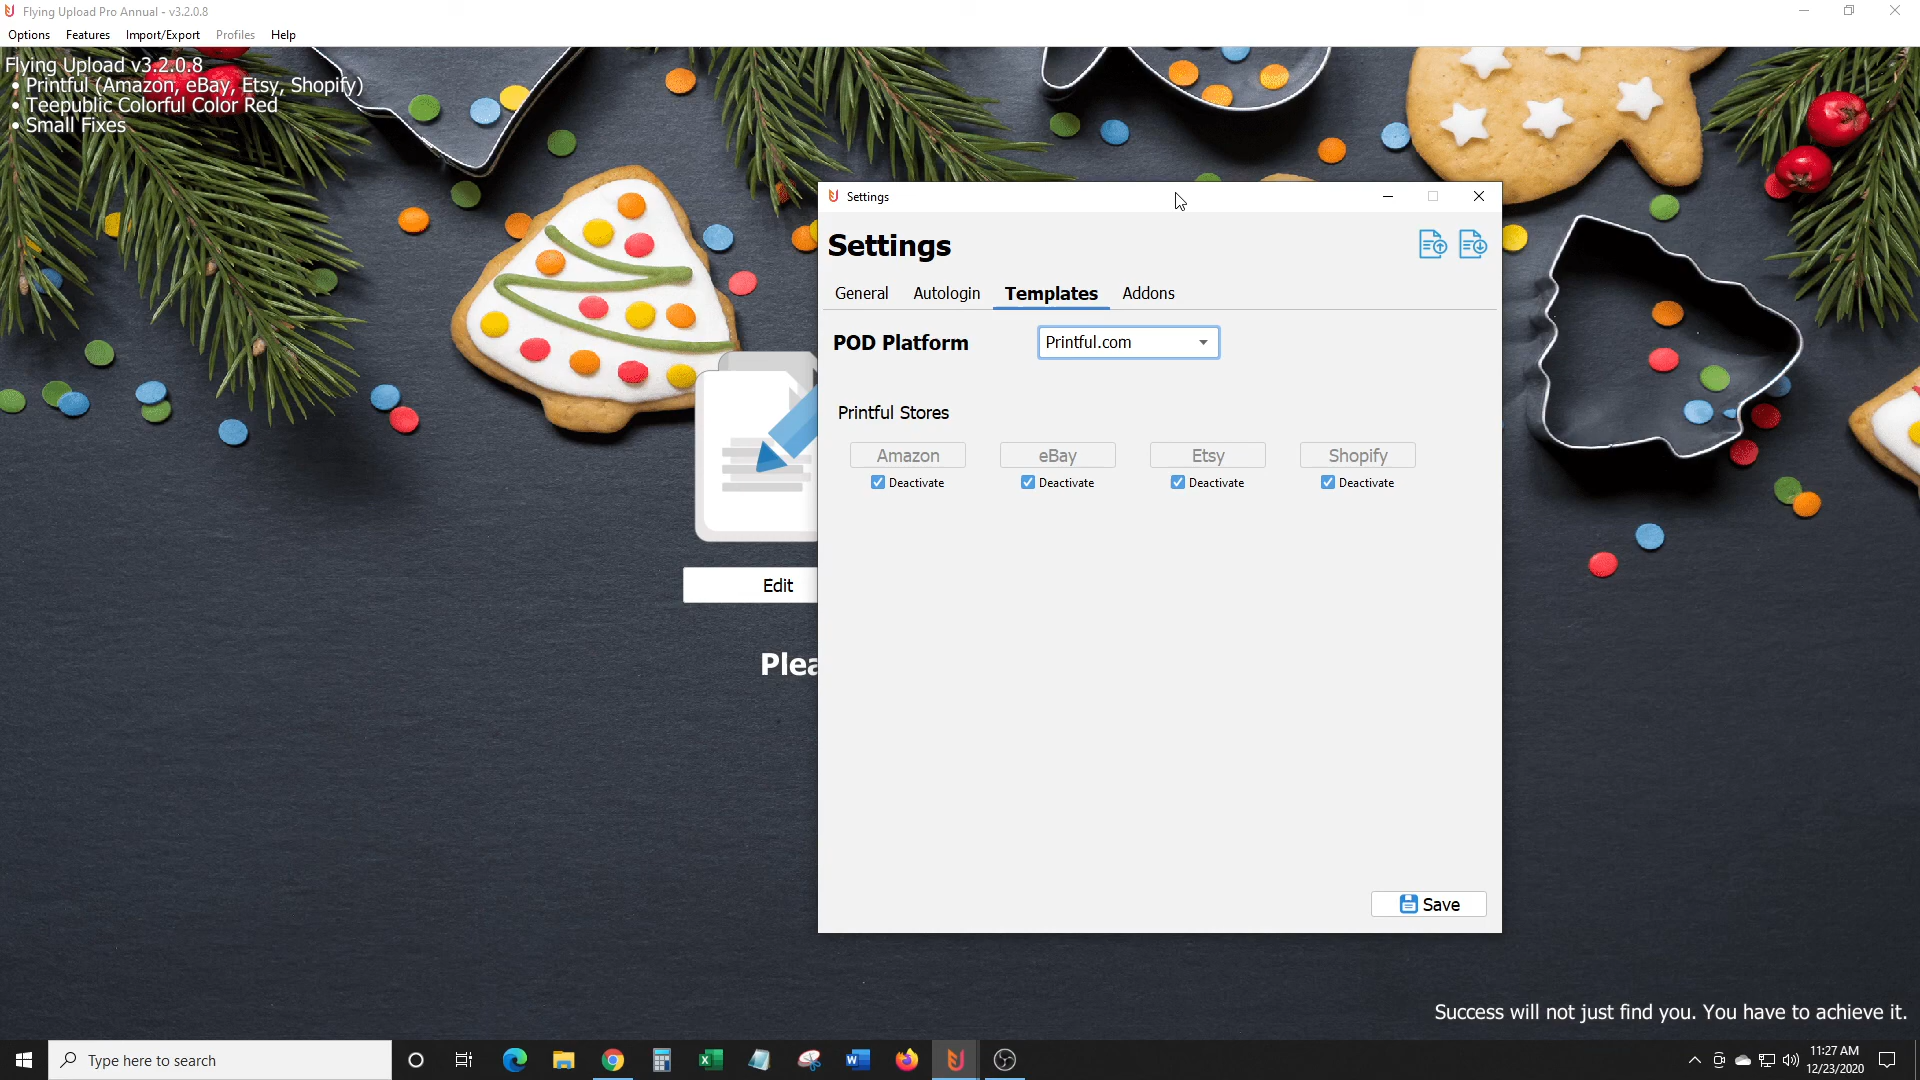 Flying Upload Pro Annual - v3.2.0.8
Options Features Import/Export Profiles Help
Flying Upload v3.2.0.8
• Printful (Amazon, eBay, Etsy, Shopify)
• Teepublic Colorful Color Red
• Small Fixes
Settings
Settings
General Autologin Templates Addons
POD Platform Printful.com
Printful Stores
Amazon eBay Etsy Shopify
Deactivate Deactivate Deactivate Deactivate
Edit
Plea
Save
Success will not just find you. You have to achieve it.
Type here to search
11:27 AM
12/23/2020